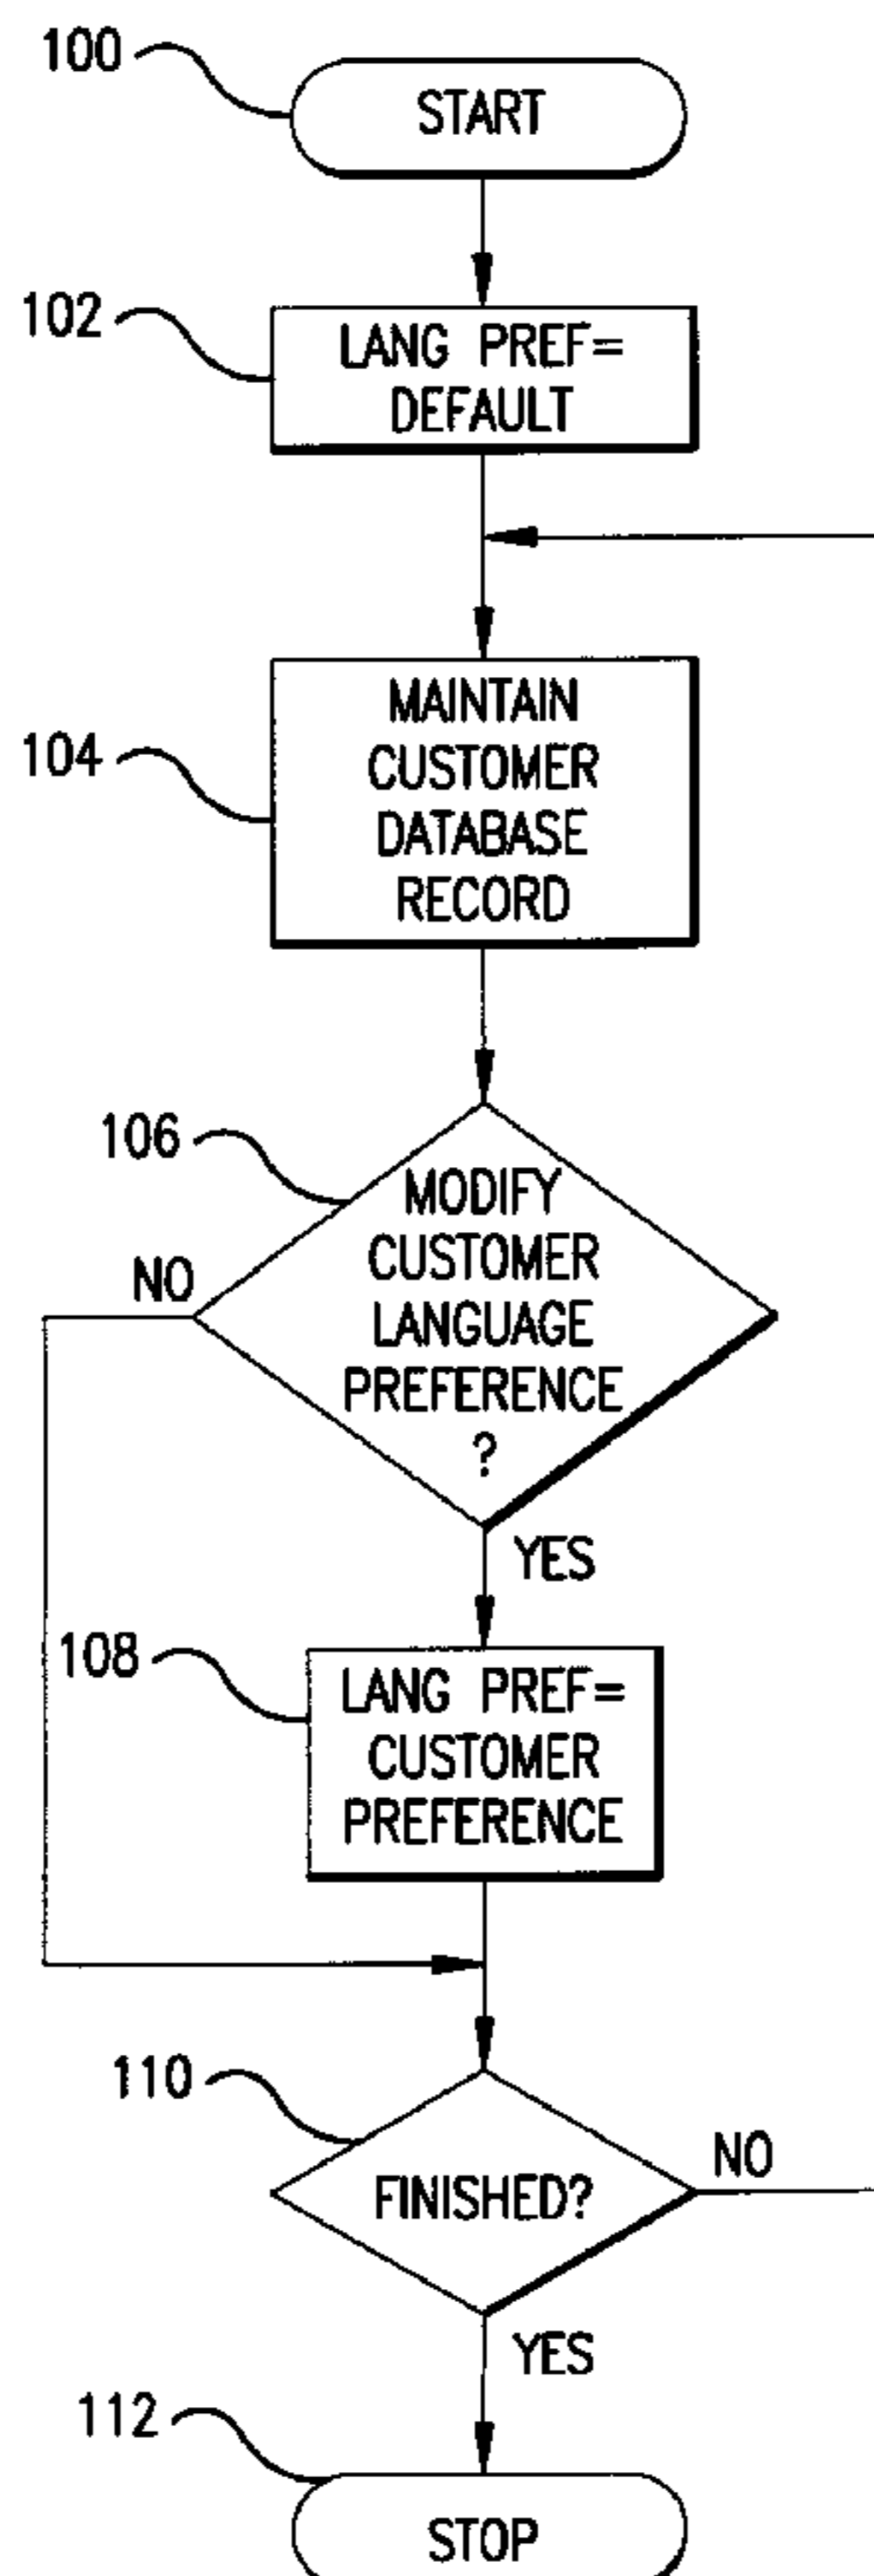 100
START
102
LANG PREF=
DEFAULT
104
MAINTAIN
CUSTOMER
DATABASE
RECORD
106
MODIFY
CUSTOMER
LANGUAGE
PREFERENCE
?
NO
YES
108
LANG PREF=
CUSTOMER
PREFERENCE
110
FINISHED?
NO
YES
112
STOP